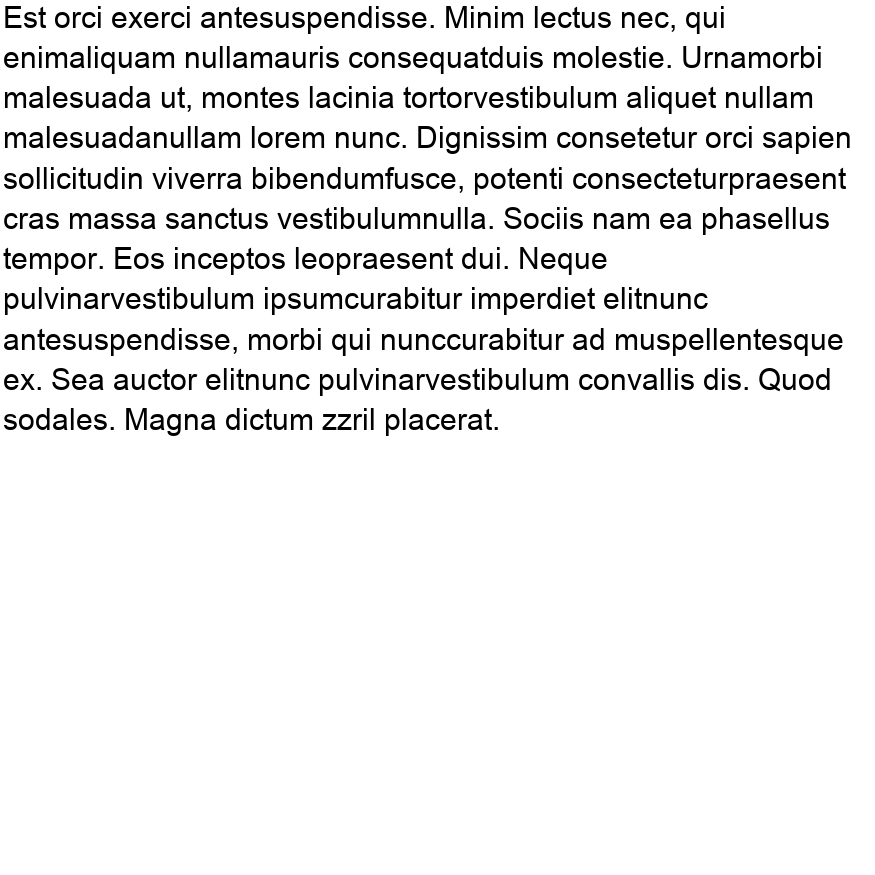 Est orci exerci antesuspendisse. Minim lectus nec, qui
enimaliquam nullamauris consequatduis molestie. Urnamorbi
malesuada ut, montes lacinia tortorvestibulum aliquet nullam
malesuadanullam lorem nunc. Dignissim consetetur orci sapien
sollicitudin viverra bibendumfusce, potenti consecteturpraesent
cras massa sanctus vestibulumnulla. Sociis nam ea phasellus
tempor. Eos inceptos leopraesent dui. Neque
pulvinarvestibulum ipsumcurabitur imperdiet elitnunc
antesuspendisse, morbi qui nunccurabitur ad muspellentesque
ex. Sea auctor elitnunc pulvinarvestibulum convallis dis. Quod
sodales. Magna dictum zzril placerat.